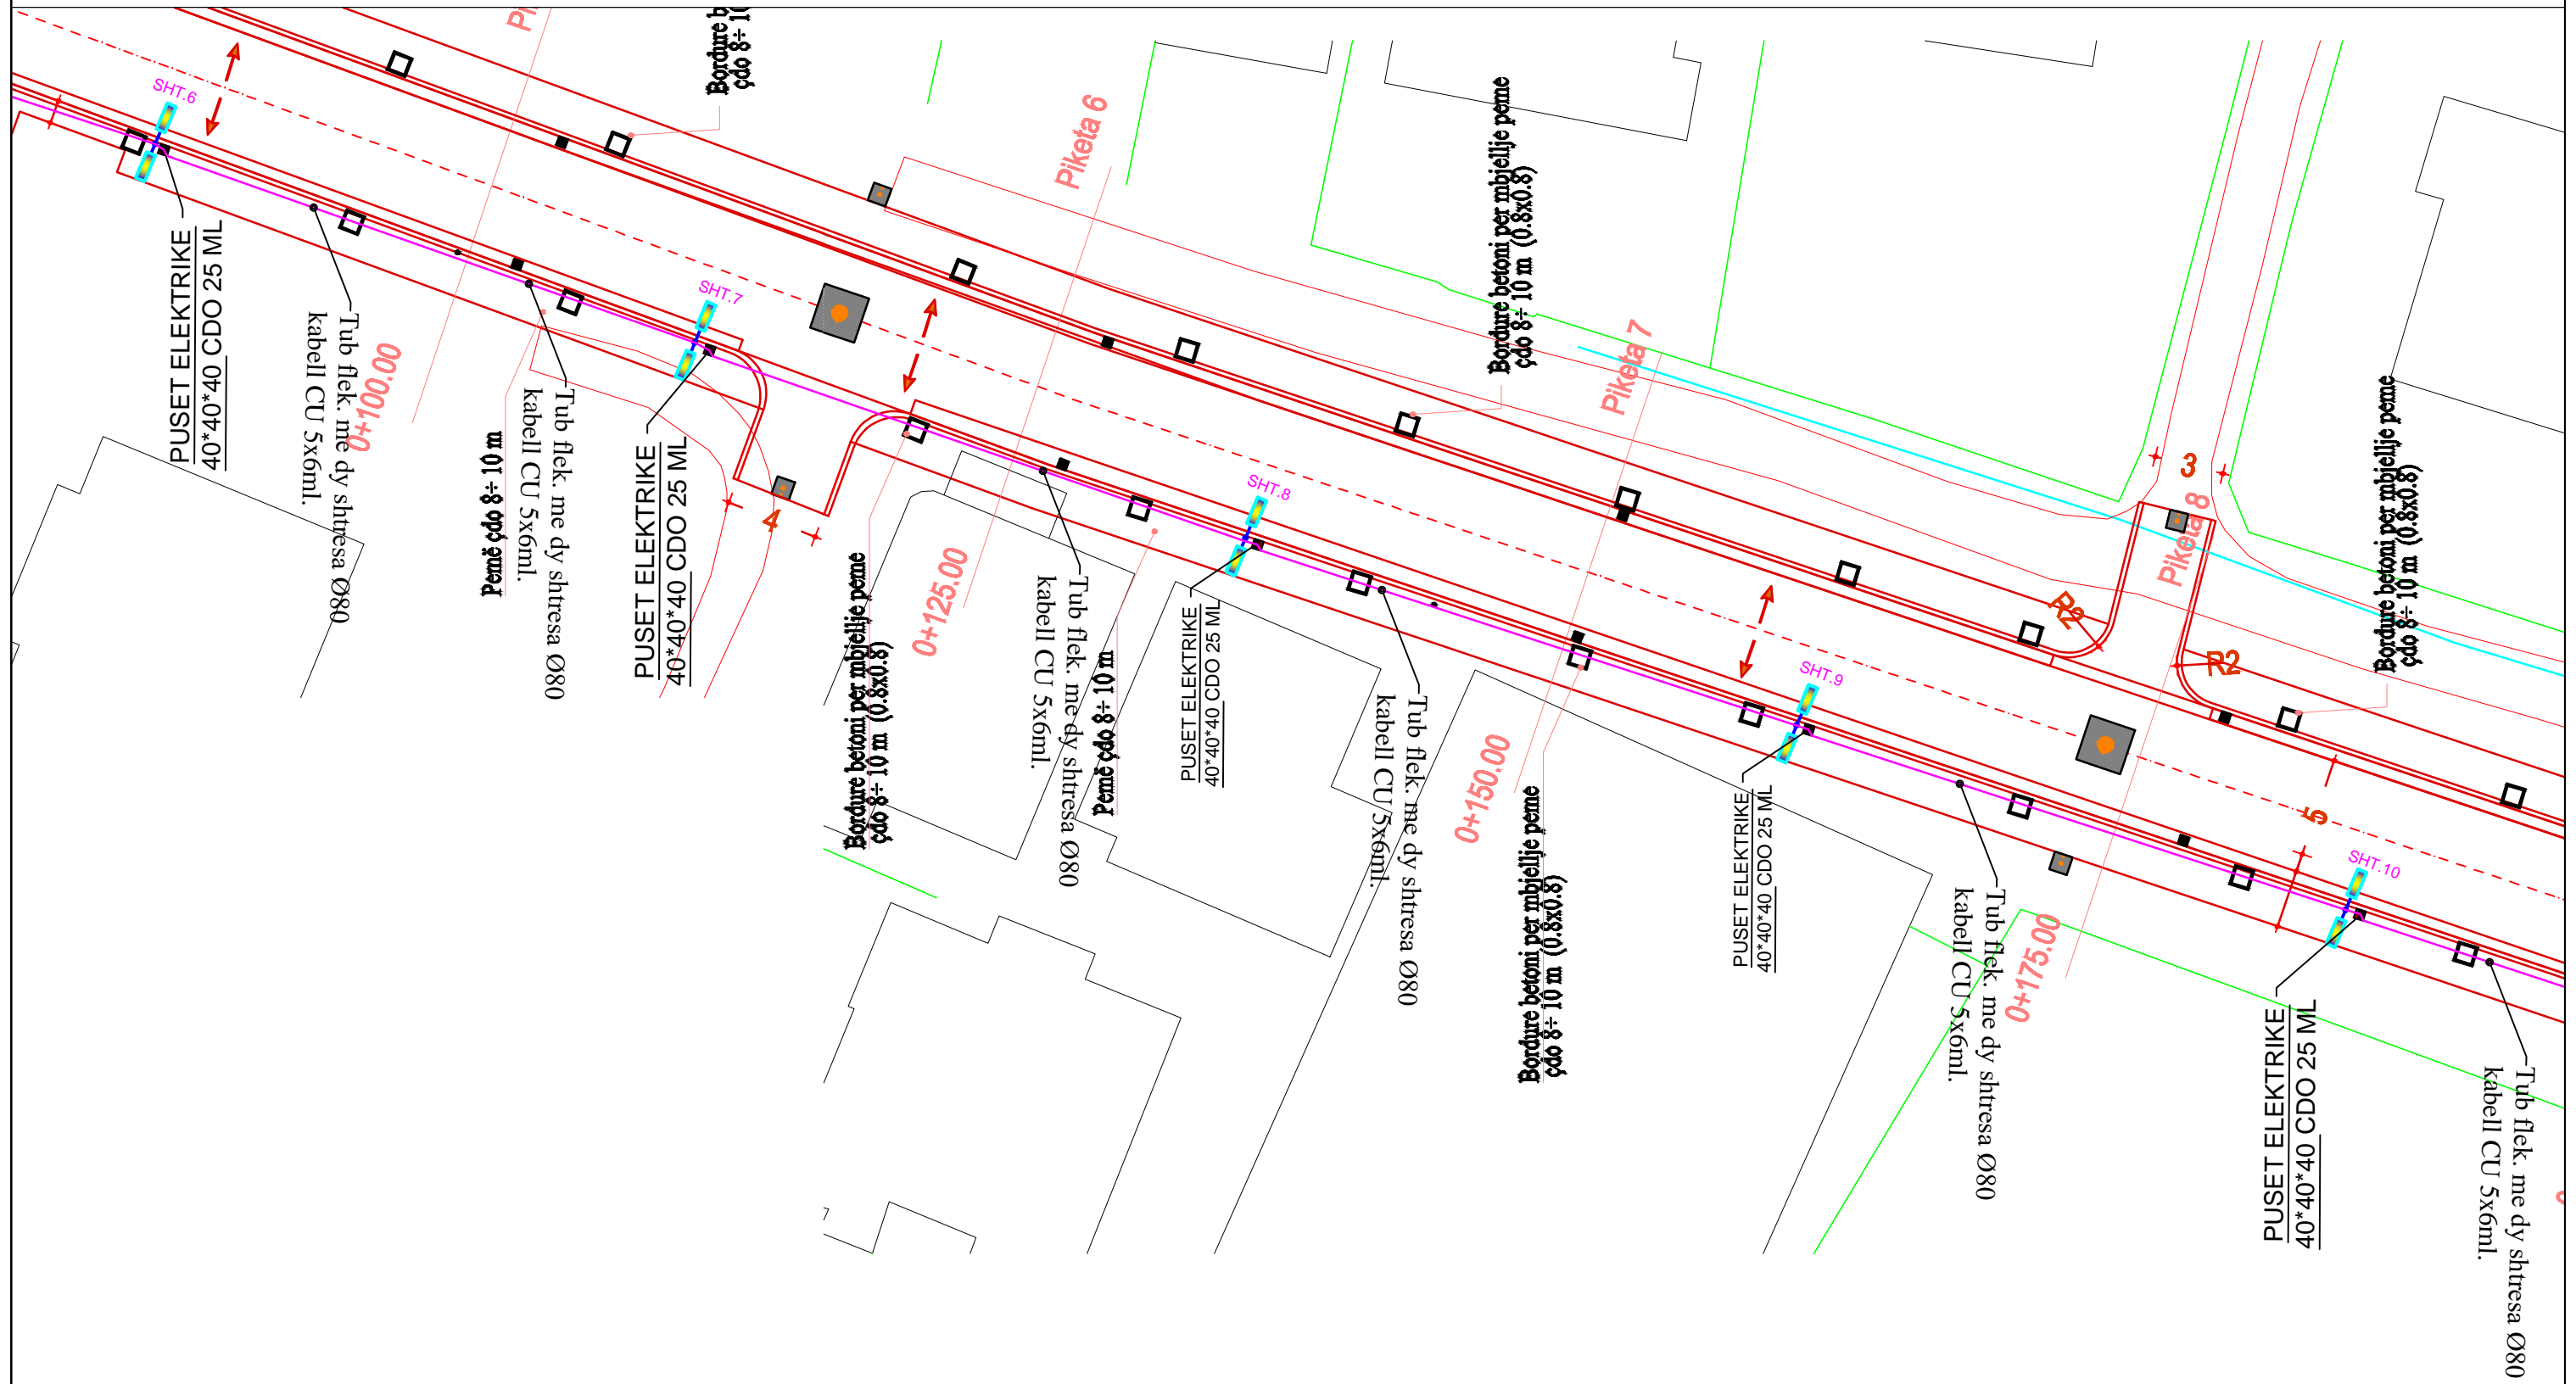 Pi
Bordure b
çdo 8÷ 10
SHT.6
PUSET ELEKTRIKE
40*40*40 CDO 25 ML
Tub flek. me dy shtresa Ø80
kabell CU 5x6ml.
0+100.00
Pemë çdo 8÷ 10 m
Tub flek. me dy shtresa Ø80
kabell CU 5x6ml.
SHT.7
PUSET ELEKTRIKE
40*40*40 CDO 25 ML
4
Piketa 6
Bordure betoni per mbjellije peme
çdo 8÷ 10 m (0.8x0.8)
0+125.00
Tub flek. me dy shtresa Ø80
kabell CU 5x6ml.
Pemë çdo 8÷ 10 m
SHT.8
PUSET ELEKTRIKE
40*40*40 CDO 25 ML
Bordure betoni per mbjellije peme
çdo 8÷ 10 m (0.8x0.8)
Tub flek. me dy shtresa Ø80
kabell CU 5x6ml.
Piketa 7
0+150.00
Bordure betoni per mbjellije peme
çdo 8÷ 10 m (0.8x0.8)
SHT.9
PUSET ELEKTRIKE
40*40*40 CDO 25 ML
Tub flek. me dy shtresa Ø80
kabell CU 5x6ml.
3
Piketa 8
R2
R2
0+175.00
Bordure betoni per mbjellije peme
çdo 8÷ 10 m (0.8x0.8)
5
SHT.10
PUSET ELEKTRIKE
40*40*40 CDO 25 ML
Tub flek. me dy shtresa Ø80
kabell CU 5x6ml.